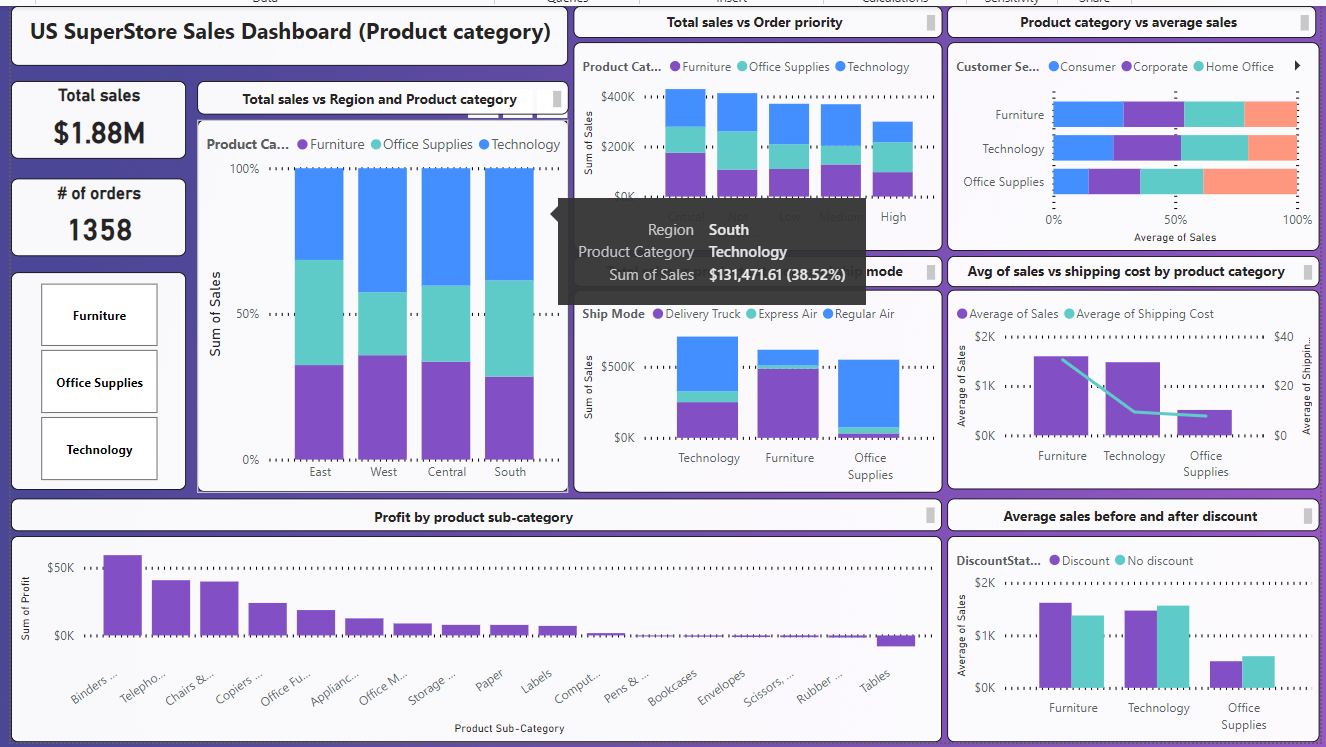 US SuperStore Sales Dashboard (Product category)
Total sales
$1.88M
# of orders
1358
Furniture
Office Supplies
Technology
Total sales vs Region and Product category
Product Ca... Furniture Office Supplies Technology
100%
50%
0%
Sum of Sales
East West Central South
Total sales vs Order priority
Product Cat... Furniture Office Supplies Technology
$400K
$200K
$0K
Sum of Sales
High
Region South
Product Category Technology
Sum of Sales $131,471.61 (38.52%)
mode
Ship Mode Delivery Truck Express Air Regular Air
$500K
$0K
Sum of Sales
Technology Furniture Office
Supplies
Product category vs average sales
Customer Se... Consumer Corporate Home Office
Furniture
Technology
Office Supplies
0% 50% 100%
Average of Sales
Avg of sales vs shipping cost by product category
Average of Sales Average of Shipping Cost
$2K $40
$1K $20
$0K $0
Average of Sales
Average of Shippin...
Furniture Technology Office
Supplies
Profit by product sub-category
$50K
$0K
Sum of Profit
Binders ... Telepho... Chairs &... Copiers ... Office Fu... Applianc... Office M... Storage ... Paper Labels Comput... Pens & ... Bookcases Envelopes Scissors, ... Rubber ... Tables
Product Sub-Category
Average sales before and after discount
DiscountStat... Discount No discount
$2K
$1K
$0K
Average of Sales
Furniture Technology Office
Supplies